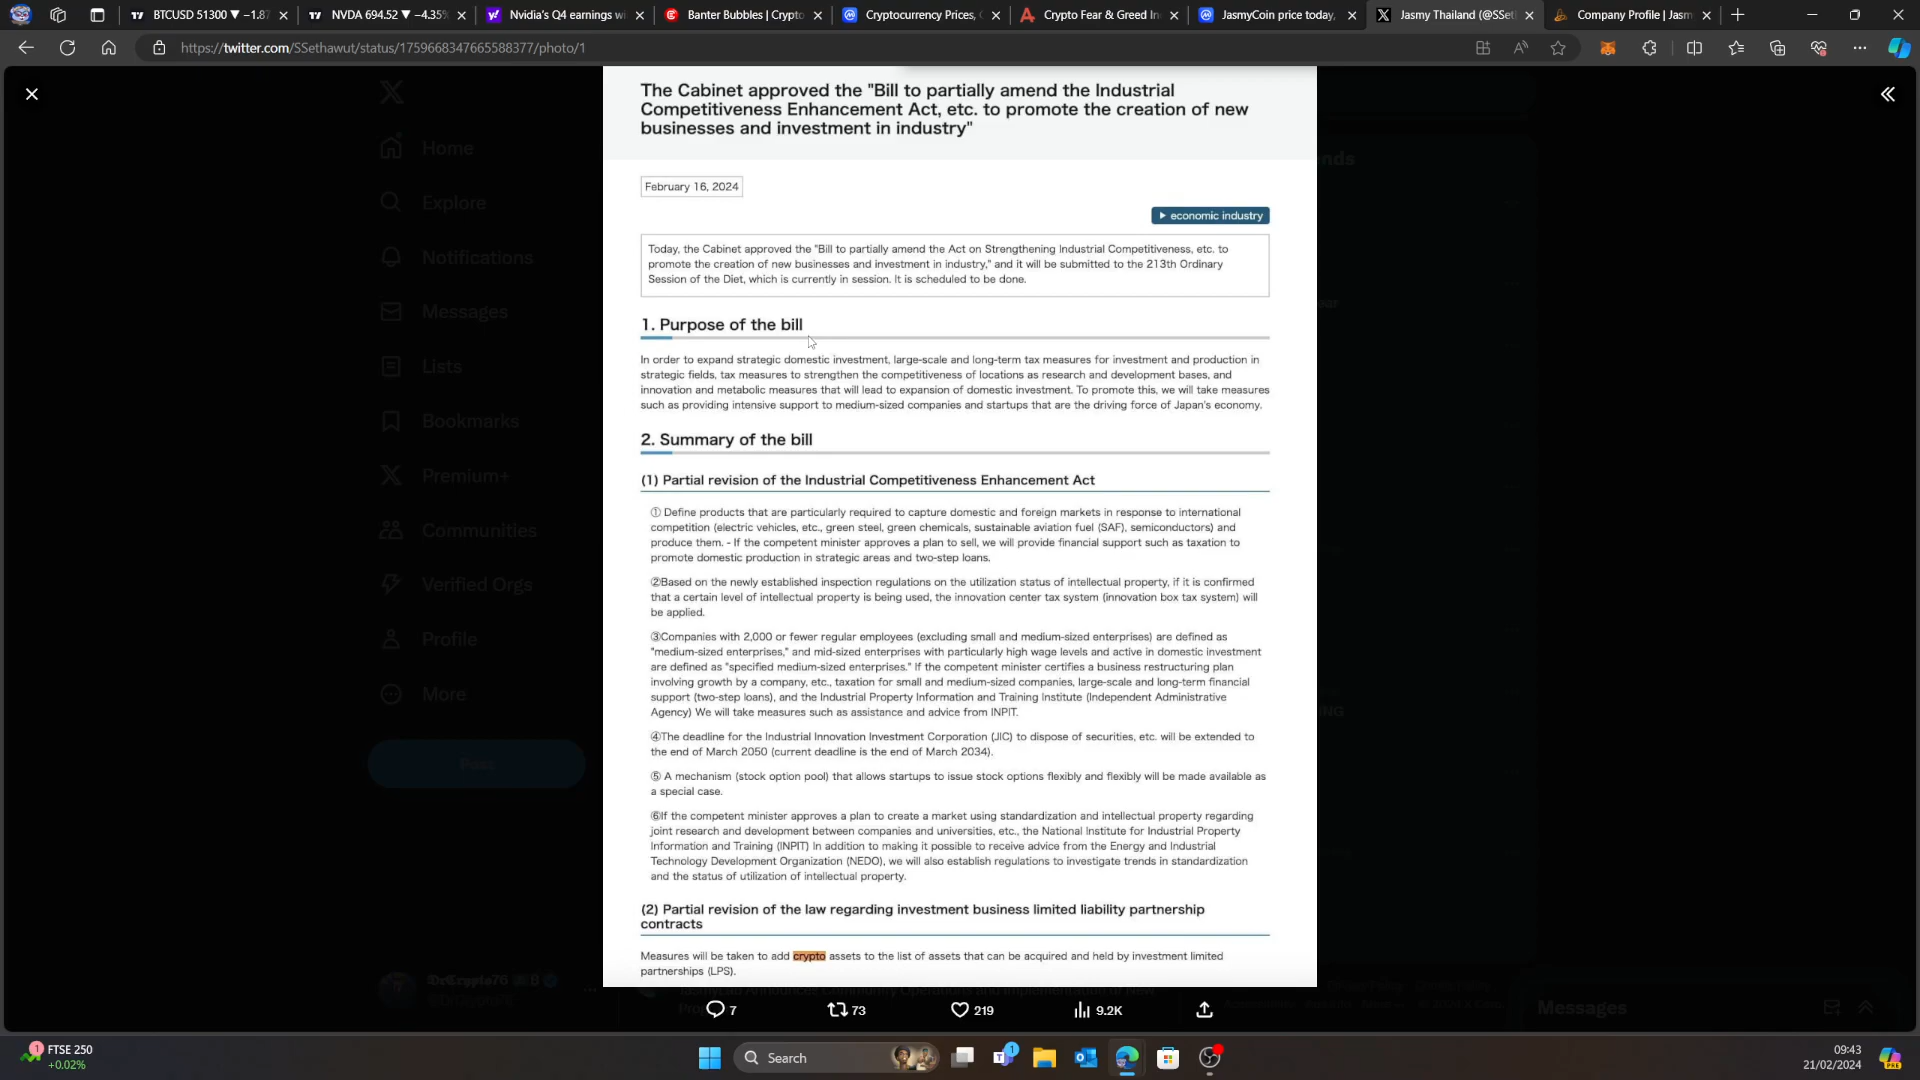 BTCUSD 51300 ▼ −1.87
NVDA 694.52 ▼ −4.35%
Nvidia's Q4 earnings wi
Banter Bubbles | Crypto
Cryptocurrency Prices, C
Crypto Fear & Greed In
JasmyCoin price today,
Jasmy Thailand (@SSet
Company Profile | Jasm
https://twitter.com/SSethawut/status/1759668347665588377/photo/1
Home
Explore
Notifications
Messages
Lists
Bookmarks
Premium+
Communities
Verified Orgs
Profile
More
Post
The Cabinet approved the "Bill to partially amend the Industrial
Competitiveness Enhancement Act, etc. to promote the creation of new
businesses and investment in industry"
February 16, 2024
economic industry
Today, the Cabinet approved the "Bill to partially amend the Act on Strengthening Industrial Competitiveness, etc. to
promote the creation of new businesses and investment in industry," and it will be submitted to the 213th Ordinary
Session of the Diet, which is currently in session. It is scheduled to be done.
1. Purpose of the bill
In order to expand strategic domestic investment, large-scale and long-term tax measures for investment and production in
strategic fields, tax measures to strengthen the competitiveness of locations as research and development bases, and
innovation and metabolic measures that will lead to expansion of domestic investment. To promote this, we will take measures
such as providing intensive support to medium-sized companies and startups that are the driving force of Japan's economy.
2. Summary of the bill
(1) Partial revision of the Industrial Competitiveness Enhancement Act
① Define products that are particularly required to capture domestic and foreign markets in response to international
competition (electric vehicles, etc., green steel, green chemicals, sustainable aviation fuel (SAF), semiconductors) and
produce them. - If the competent minister approves a plan to sell, we will provide financial support such as taxation to
promote domestic production in strategic areas and two-step loans.
②Based on the newly established inspection regulations on the utilization status of intellectual property, if it is confirmed
that a certain level of intellectual property is being used, the innovation center tax system (innovation box tax system) will
be applied.
③Companies with 2,000 or fewer regular employees (excluding small and medium-sized enterprises) are defined as
"medium-sized enterprises," and mid-sized enterprises with particularly high wage levels and active in domestic investment
are defined as "specified medium-sized enterprises." If the competent minister certifies a business restructuring plan
involving growth by a company, etc., taxation for small and medium-sized companies, large-scale and long-term financial
support (two-step loans), and the Industrial Property Information and Training Institute (Independent Administrative
Agency) We will take measures such as assistance and advice from INPIT.
④The deadline for the Industrial Innovation Investment Corporation (JIC) to dispose of securities, etc. will be extended to
the end of March 2050 (current deadline is the end of March 2034).
⑤ A mechanism (stock option pool) that allows startups to issue stock options flexibly and flexibly will be made available as
a special case.
⑥If the competent minister approves a plan to create a market using standardization and intellectual property regarding
joint research and development between companies and universities, etc., the National Institute for Industrial Property
Information and Training (INPIT) In addition to making it possible to receive advice from the Energy and Industrial
Technology Development Organization (NEDO), we will also establish regulations to investigate trends in standardization
and the status of utilization of intellectual property.
(2) Partial revision of the law regarding investment business limited liability partnership
contracts
Measures will be taken to add crypto assets to the list of assets that can be acquired and held by investment limited
partnerships (LPS).
7
73
219
9.2K
Messages
FTSE 250
+0.02%
Search
09:43
21/02/2024